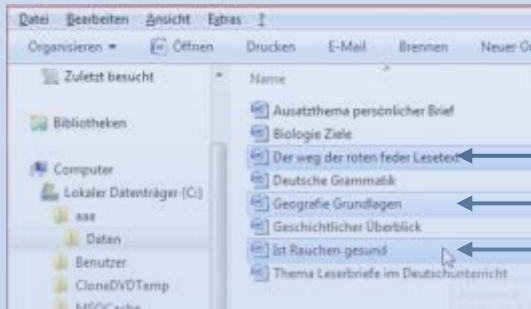 Datei Bearbeiten Ansicht Extras ?
Organisieren Öffnen Drucken E-Mail Brennen Neuer
Zuletzt besucht
Bibliotheken
Computer
Lokaler Datenträger (C:)
aaa
Daten
Benutzer
CloneDVDTemp
MSOCache
Name
Ausatzthema persönlicher Brief
Biologie Ziele
Der weg der roten feder Lesetext
Deutsche Grammatik
Geografie Grundlagen
Geschichtlicher Überblick
Ist Rauchen gesund
Thema Leserbriefe im Deutschunterricht